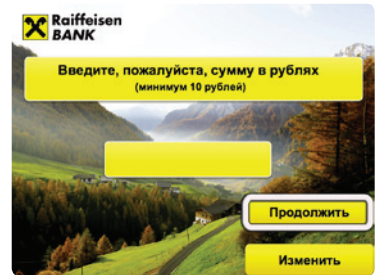 Raiffeisen
BANK
Введите, пожалуйста, сумму в рублях
(минимум 10 рублей)
Продолжить
Изменить